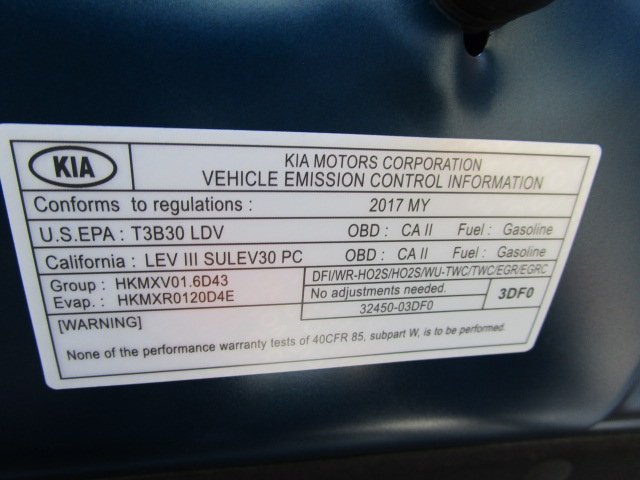 KIA
KIA MOTORS CORPORATION
VEHICLE EMISSION CONTROL INFORMATION
Conforms to regulations : 2017 MY
U.S.EPA : T3B30 LDV OBD : CA II Fuel : Gasoline
California : LEV III SULEV30 PC OBD : CA II Fuel : Gasoline
Group : HKMXV01.6D43
Evap. : HKMXR0120D4E
DFI/WR-HO2S/HO2S/WU-TWC/TWC/EGR/EGRC
No adjustments needed.
32450-03DF0
3DF0
[WARNING]
None of the performance warranty tests of 40CFR 85, subpart W, is to be performed.